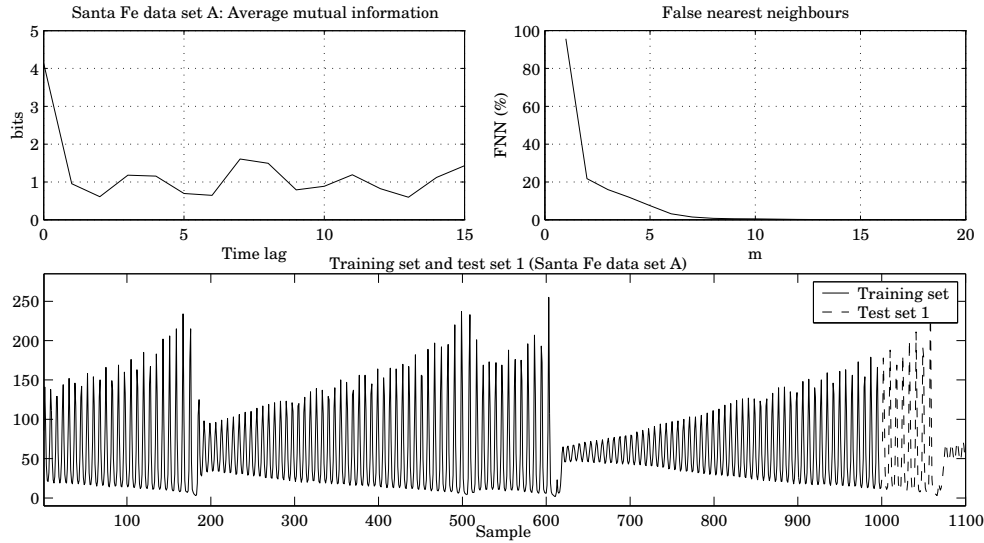 Santa Fe data set A: Average mutual information
5
4
3
2
1
0
bits
0 5 10 15
Time lag
False nearest neighbours
100
80
60
40
20
0
FNN (%)
0 5 10 15 20
m
Training set and test set 1 (Santa Fe data set A)
250
200
150
100
50
0
Training set
Test set 1
100 200 300 400 500 600 700 800 900 1000 1100
Sample